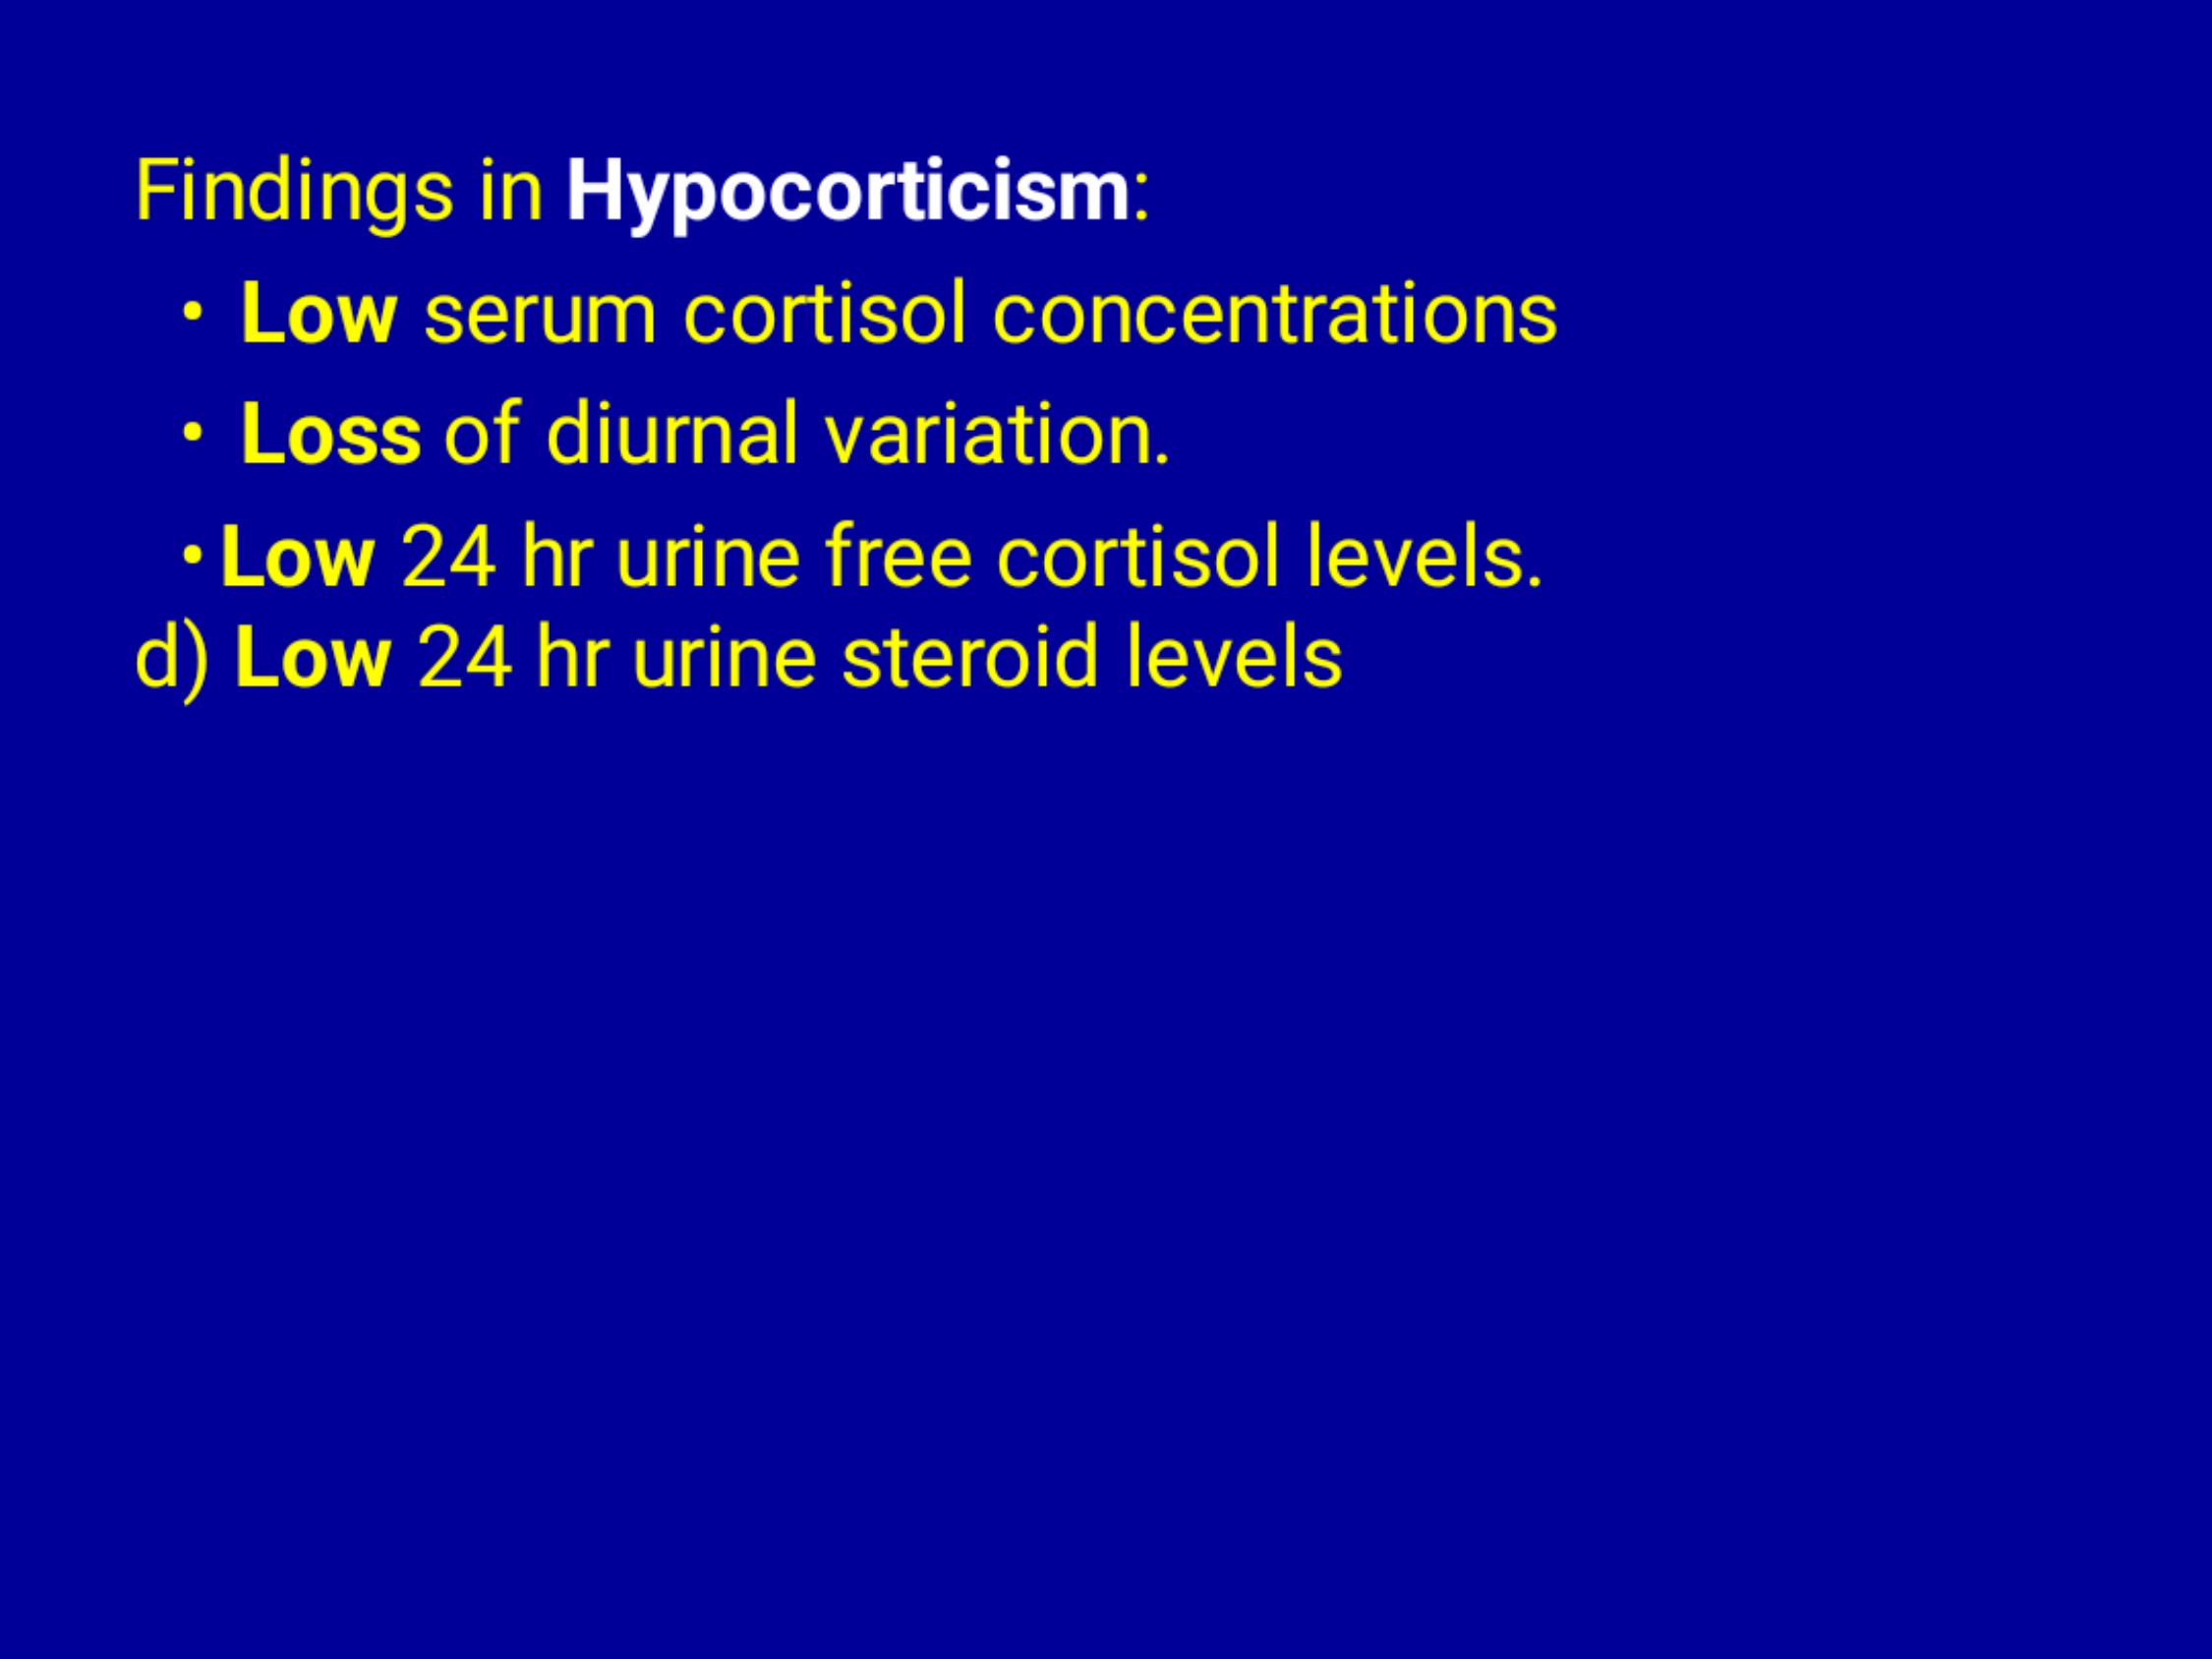 Findings in Hypocorticism:
• Low serum cortisol concentrations
• Loss of diurnal variation.
• Low 24 hr urine free cortisol levels.
d) Low 24 hr urine steroid levels